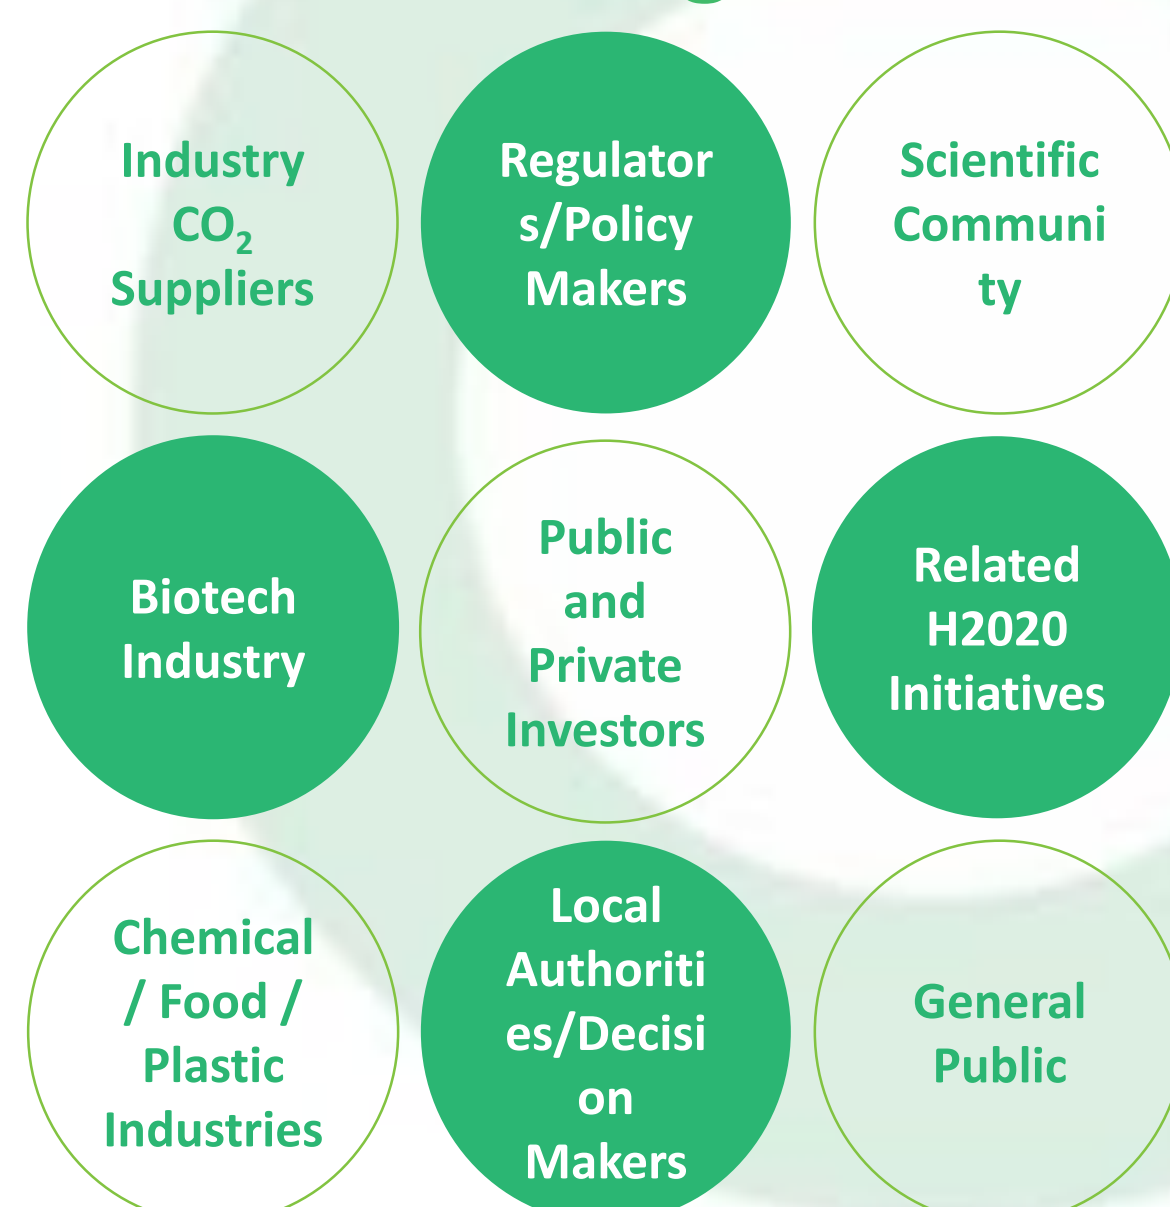 Industry
CO₂
Suppliers
Regulator
s/Policy
Makers
Scientific
Communi
ty
Biotech
Industry
Public
and
Private
Investors
Related
H2020
Initiatives
Chemical
/ Food /
Plastic
Industries
Local
Authoriti
es/Decisi
on
Makers
General
Public